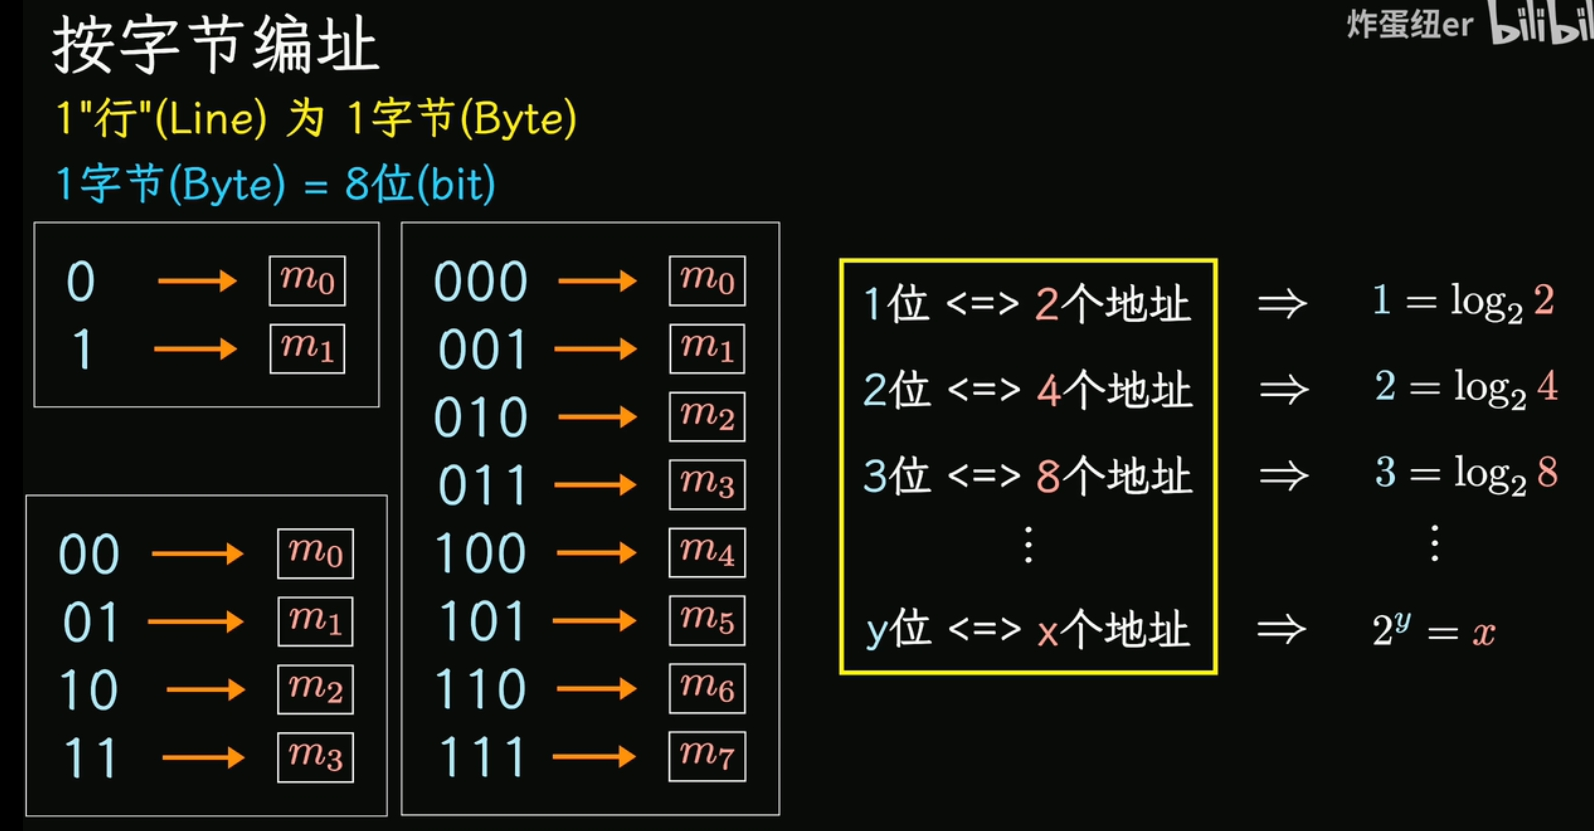 按字节编址
炸蛋纽er bilibil
1"行"(Line) 为 1字节(Byte)
1字节(Byte) = 8位(bit)
0 → m₀
1 → m₁
00 → m₀
01 → m₁
10 → m₂
11 → m₃
000 → m₀
001 → m₁
010 → m₂
011 → m₃
100 → m₄
101 → m₅
110 → m₆
111 → m₇
1位 <=> 2个地址 ⇒ 1 = log₂ 2
2位 <=> 4个地址 ⇒ 2 = log₂ 4
3位 <=> 8个地址 ⇒ 3 = log₂ 8
⋮ ⋮
y位 <=> x个地址 ⇒ 2ʸ = x